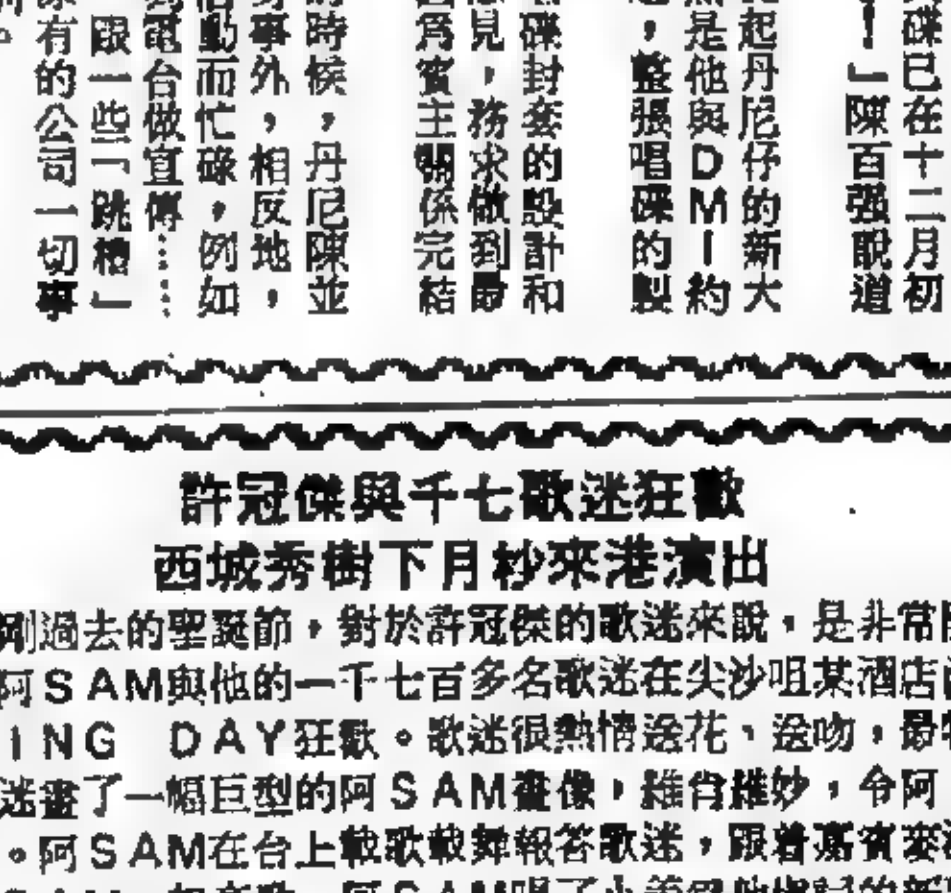 碟已在十二月初
！」陳百强說道
起丹尼仔的新大
是他與DMI約
，整張唱碟的製
碟封套的設計和
見，務求做到最
爲賓主關係完結
時候，丹尼陳並
事外，相反地，
動而忙碌，例如
電台做宣傳……
跟一些「跳槽」
有的公司一切事
許冠傑與千七歌迷狂歡
西城秀樹下月杪來港演出
剛過去的聖誕節，對於許冠傑的歌迷來說，是非常
阿SAM與他的一千七百多名歌迷在尖沙咀某酒店
ING DAY狂歡。歌迷很熱情送花、送吻，最
迷畫了一幅巨型的阿SAM畫像，維肖維妙，令阿
。阿SAM在台上載歌載舞報答歌迷，跟着嘉賓麥